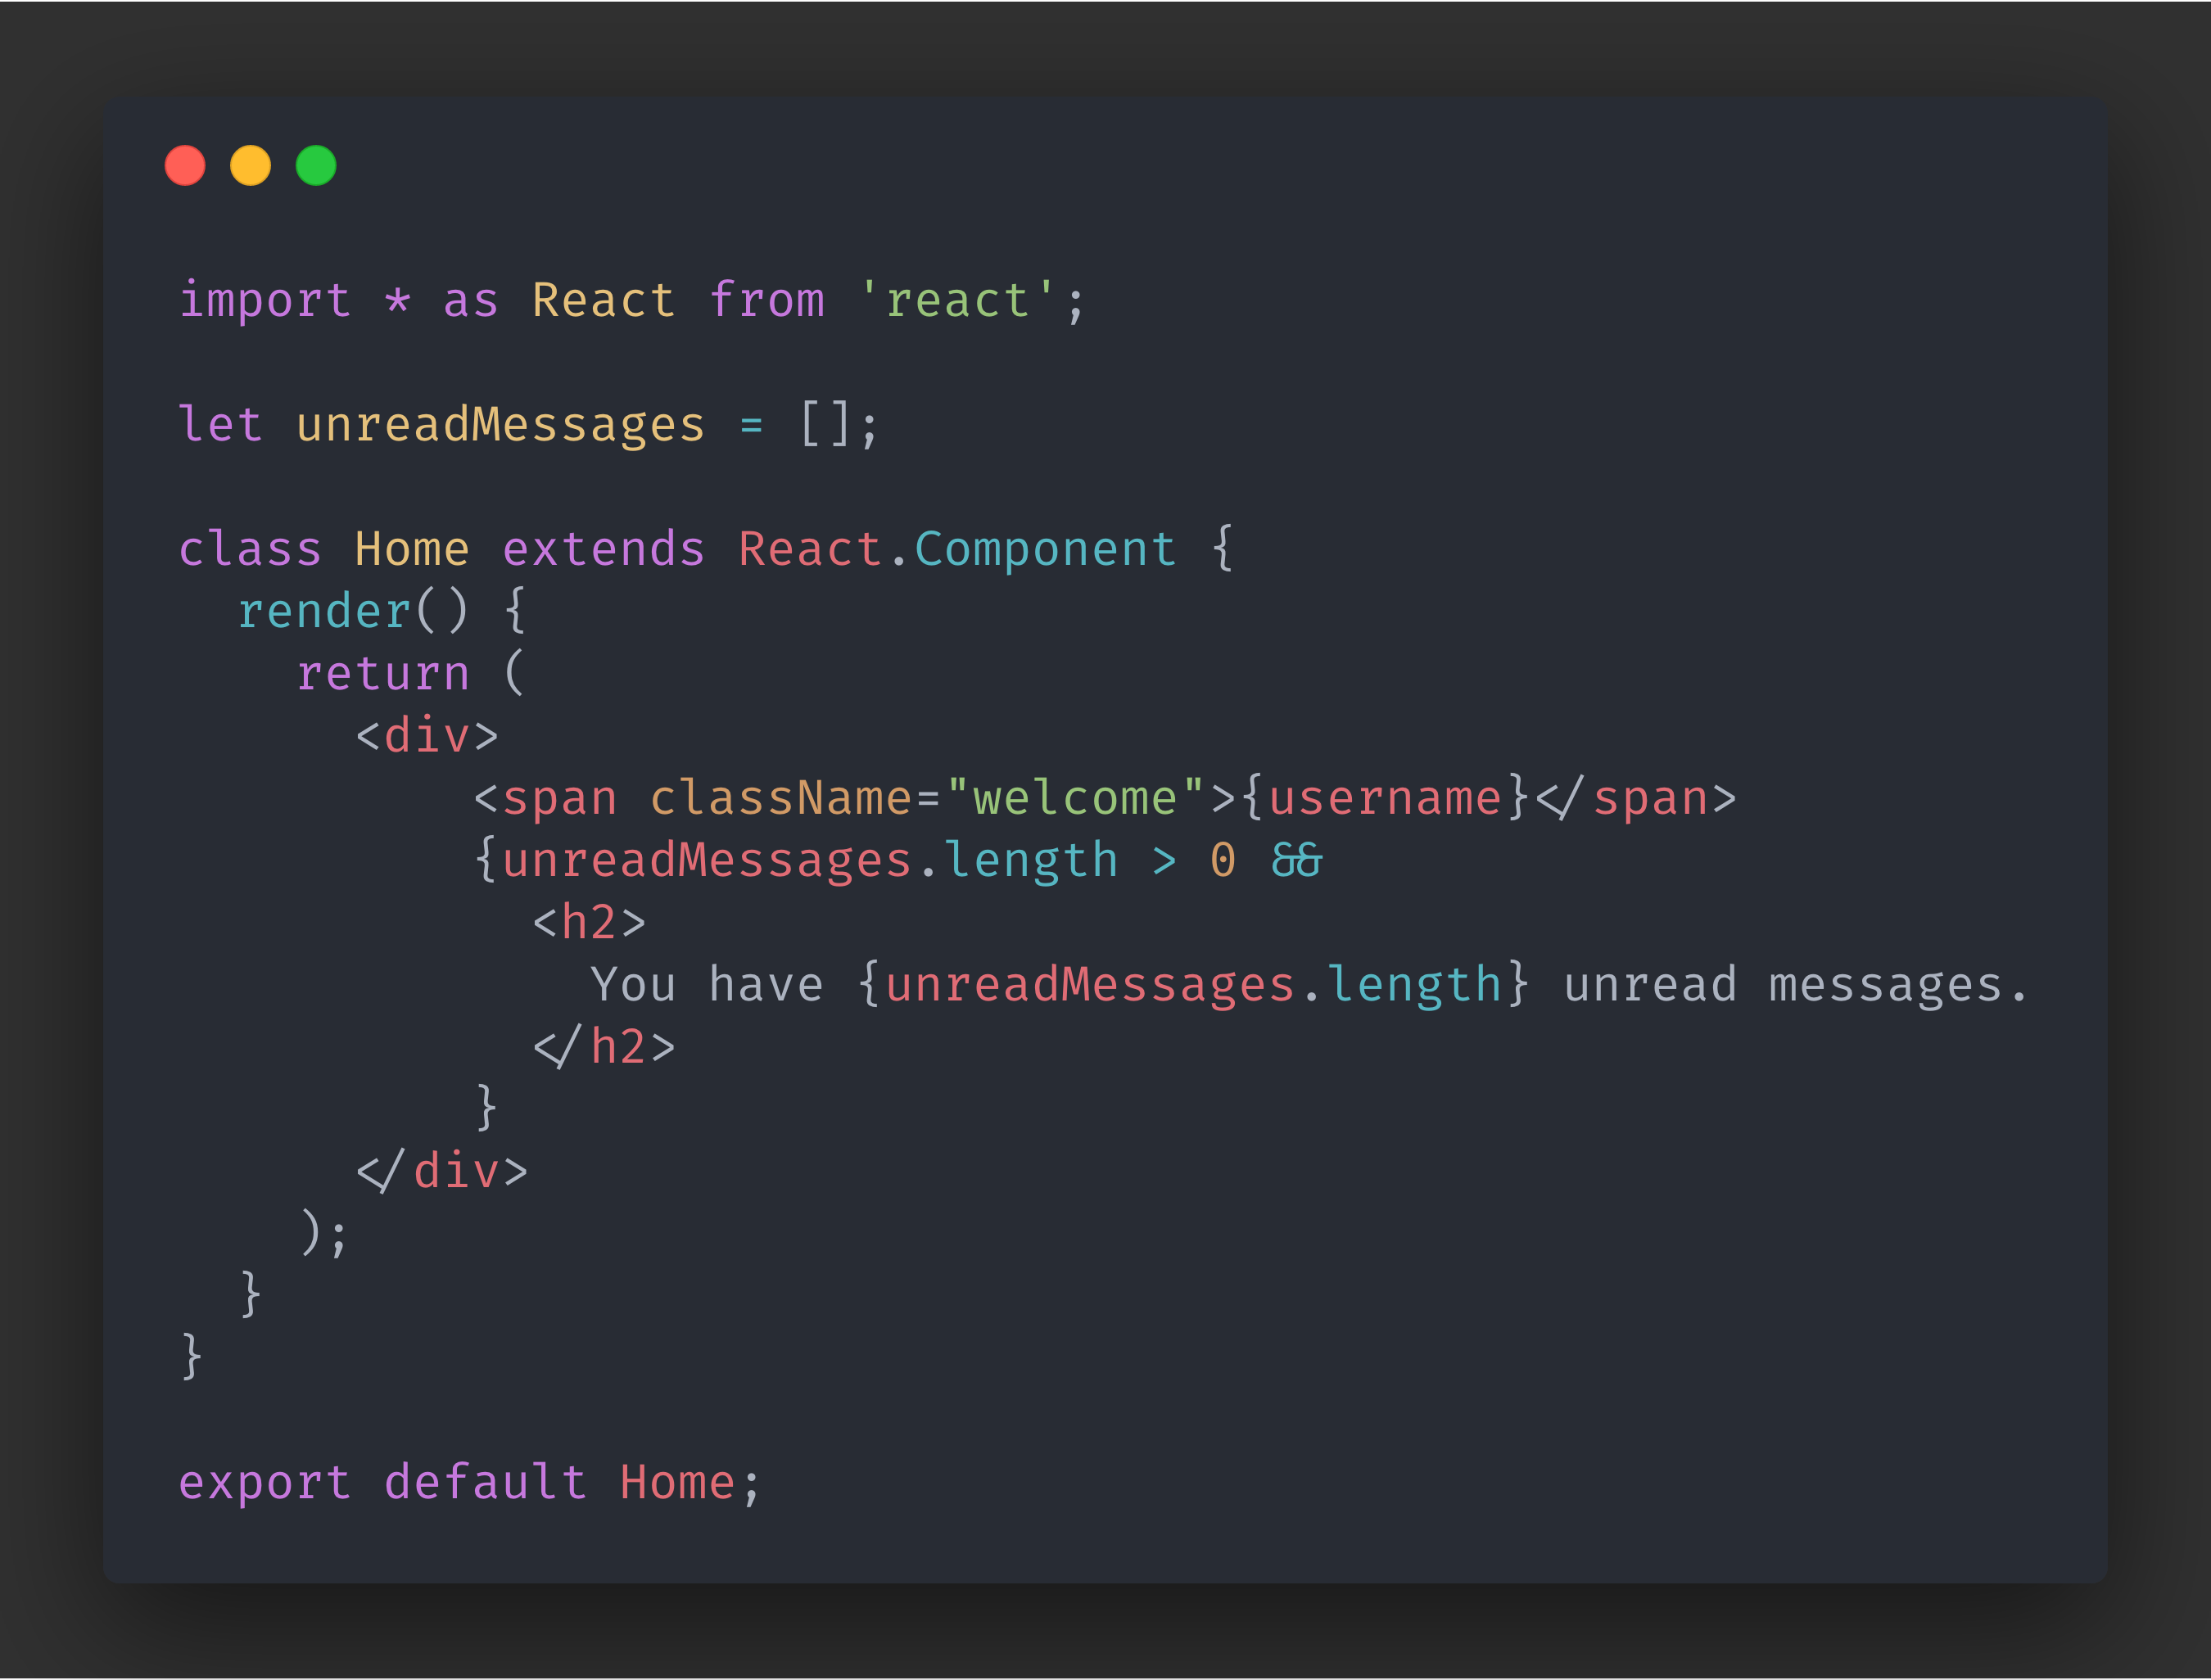 import * as React from 'react';
let unreadMessages = [];
class Home extends React.Component {
render() {
return (
<div>
<span className="welcome">{username}</span>
{unreadMessages.length > 0 &&
<h2>
You have {unreadMessages.length} unread messages.
</h2>
}
</div>
);
}
}
export default Home;